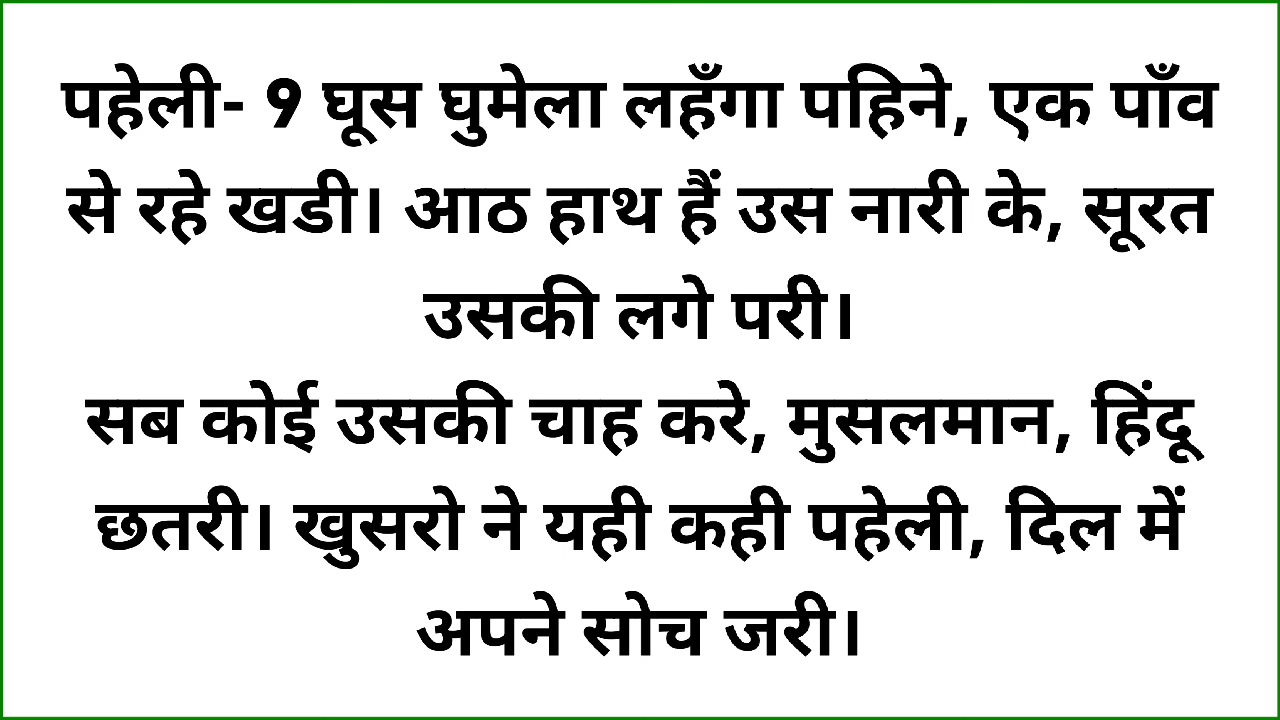 पहेली- 9 घूस घुमेला लहँगा पहिने, एक पाँव
से रहे खडी। आठ हाथ हैं उस नारी के, सूरत
उसकी लगे परी।
सब कोई उसकी चाह करे, मुसलमान, हिंदू
छतरी। खुसरो ने यही कही पहेली, दिल में
अपने सोच जरी।